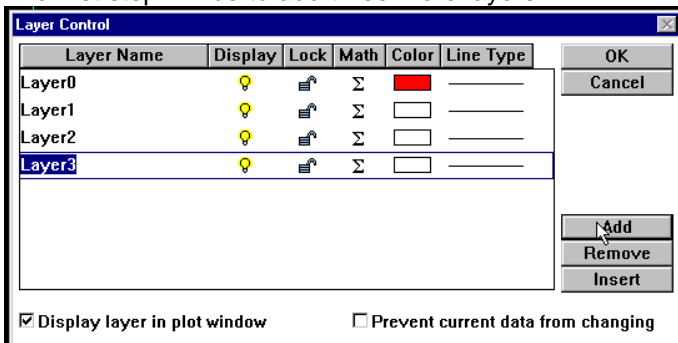 Layer Control
Layer Name Display Lock Math Color Line Type OK
Layer0 Σ Cancel
Layer1 Σ
Layer2 Σ
Layer3 Σ
Add
Remove
Insert
Display layer in plot window Prevent current data from changing